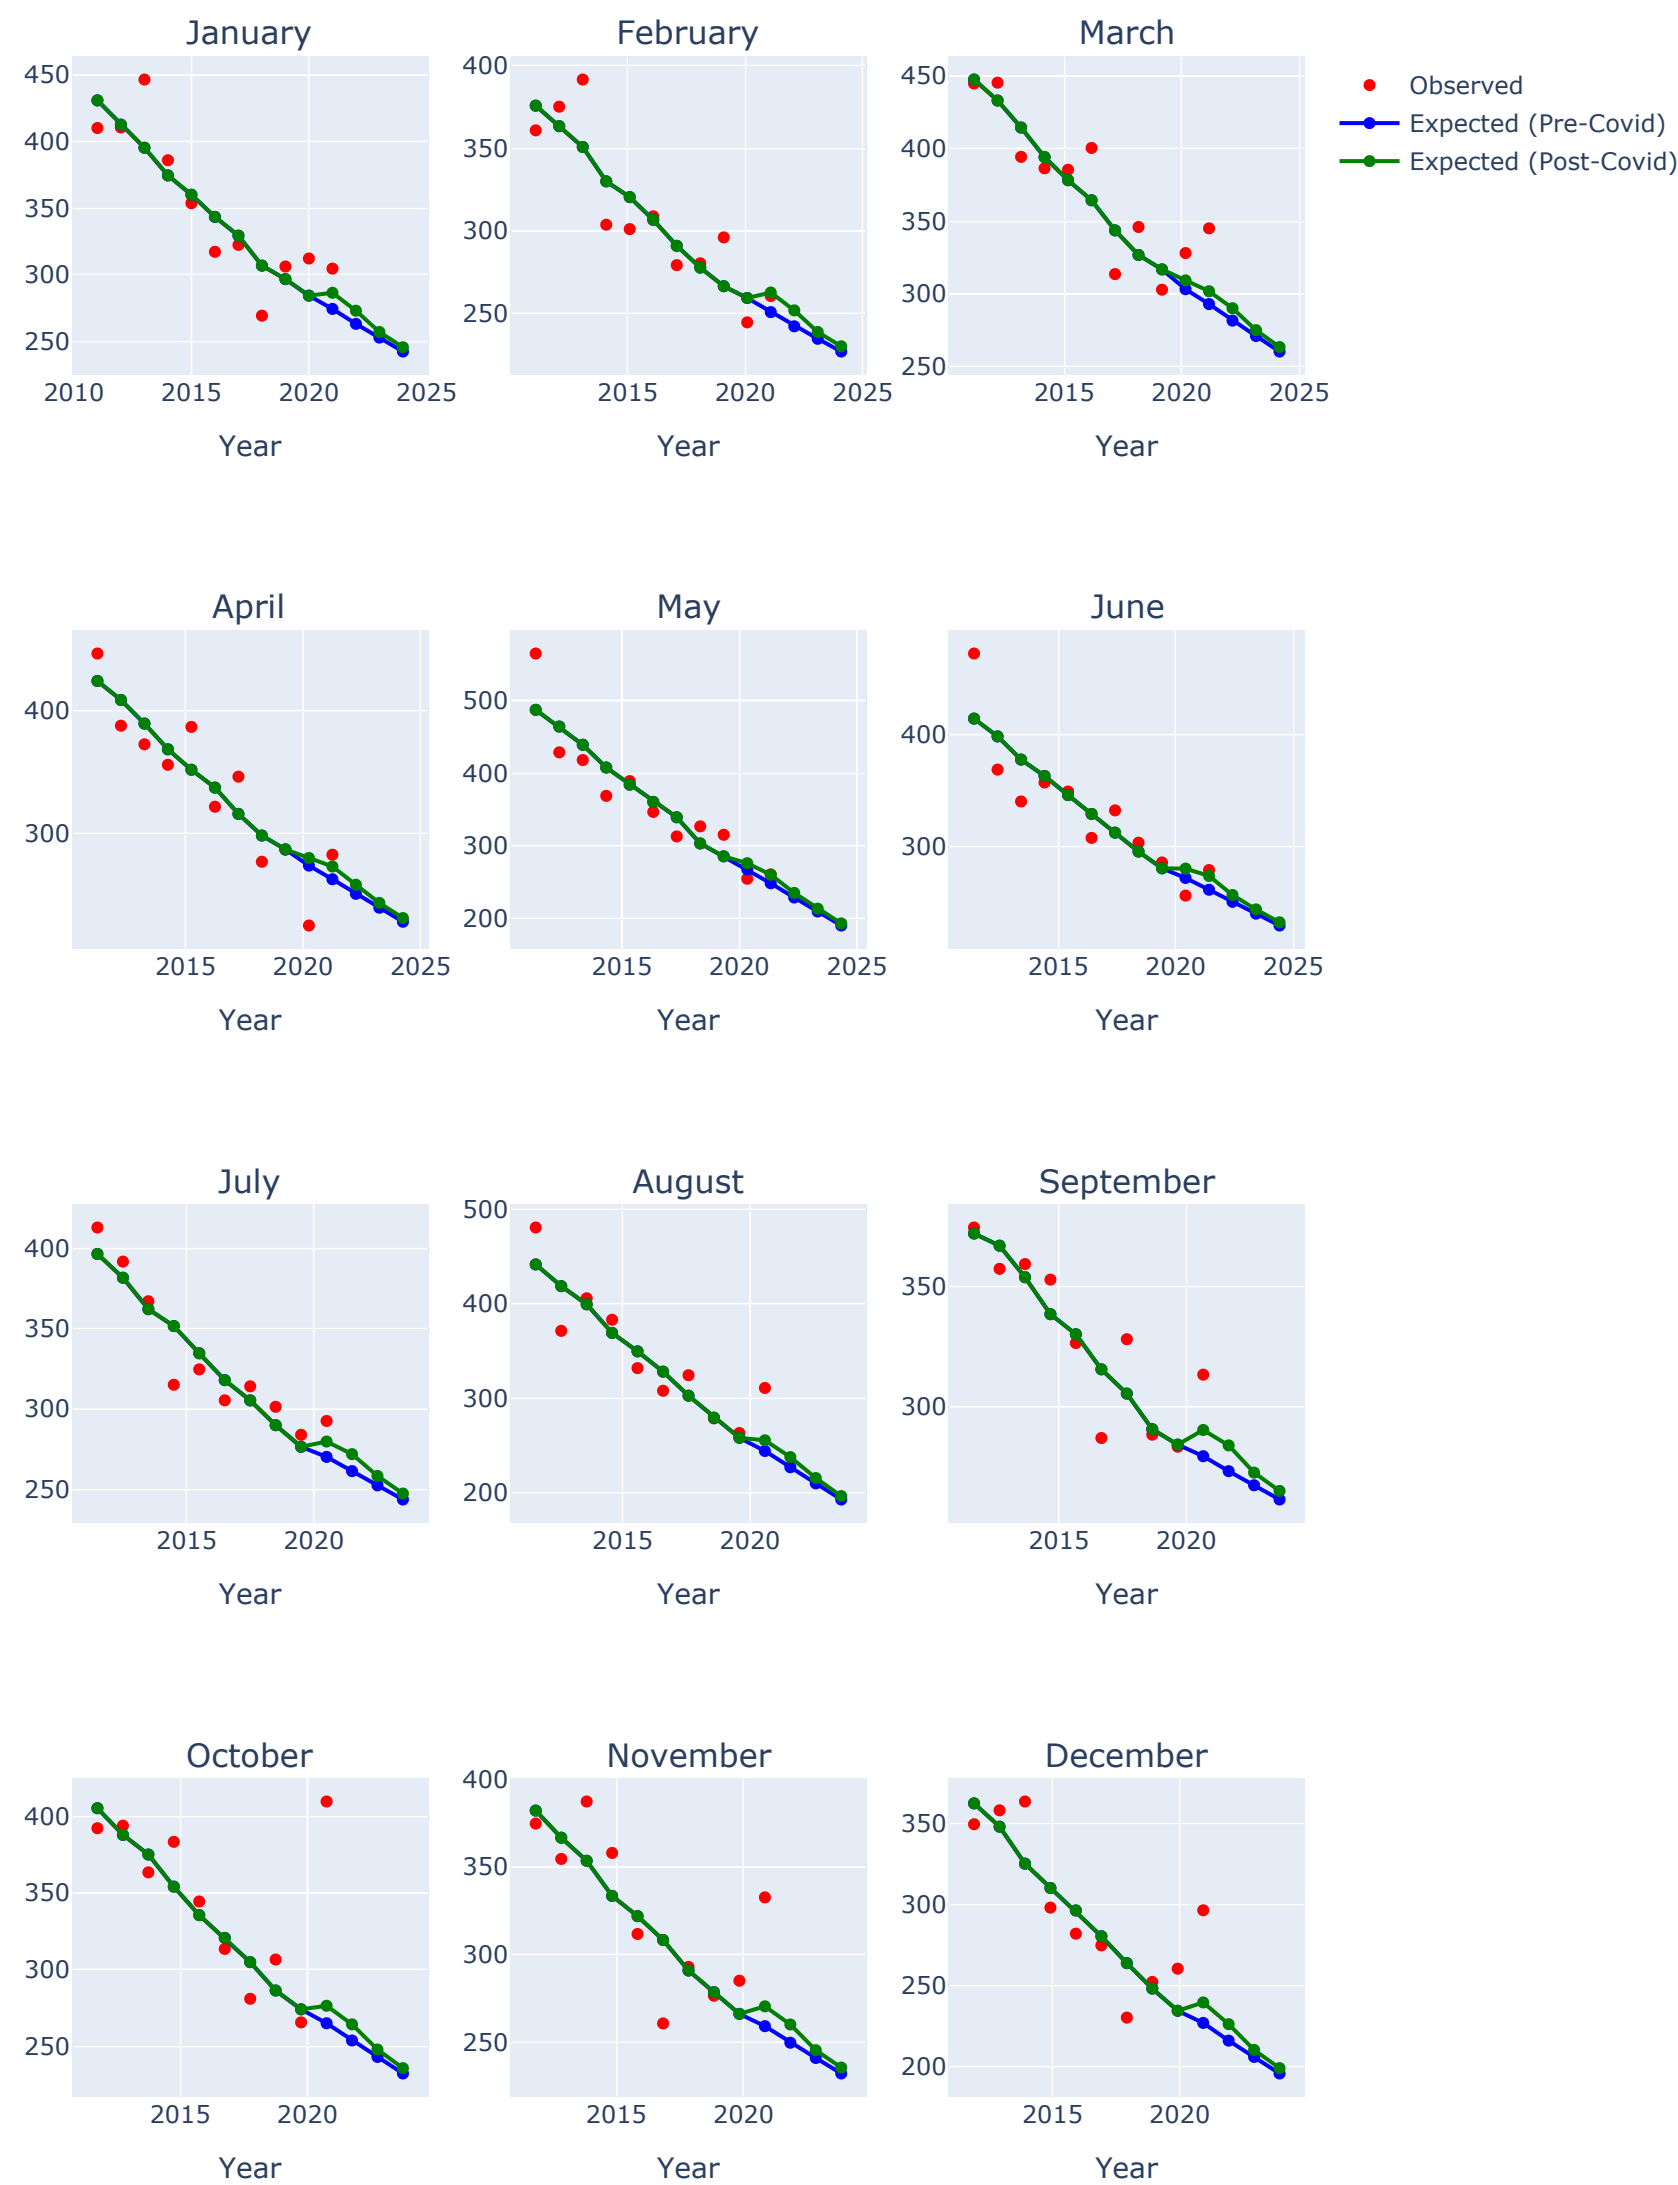 January February March
450
400
350
300
250
2010 2015 2020 2025
Year
400
350
300
250
2015 2020 2025
Year
450
400
350
300
250
2015 2020 2025
Year
Observed
Expected (Pre-Covid)
Expected (Post-Covid)
April May June
400
300
2015 2020 2025
Year
500
400
300
200
2015 2020 2025
Year
400
300
2015 2020 2025
Year
July August September
400
350
300
250
2015 2020
Year
500
400
300
200
2015 2020
Year
350
300
2015 2020
Year
October November December
400
350
300
250
2015 2020
Year
400
350
300
250
2015 2020
Year
350
300
250
200
2015 2020
Year